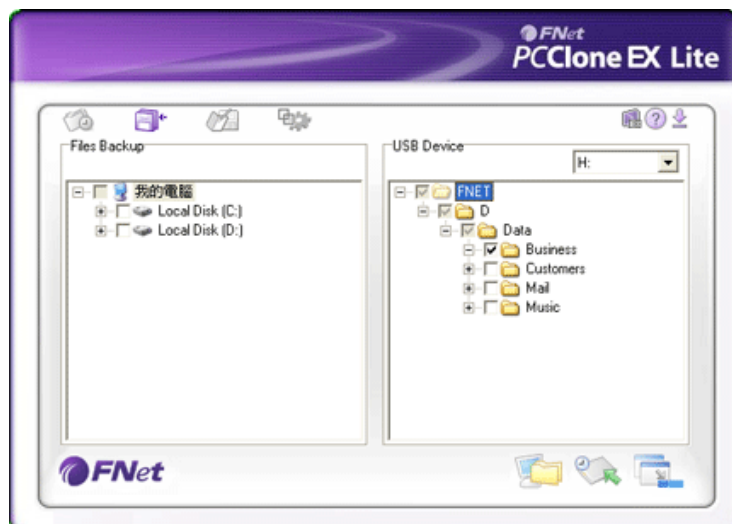 FNet
PCClone EX Lite
Files Backup
USB Device
H:
我的電腦
Local Disk (C:)
Local Disk (D:)
FNET
D
Data
Business
Customers
Mail
Music
FNet